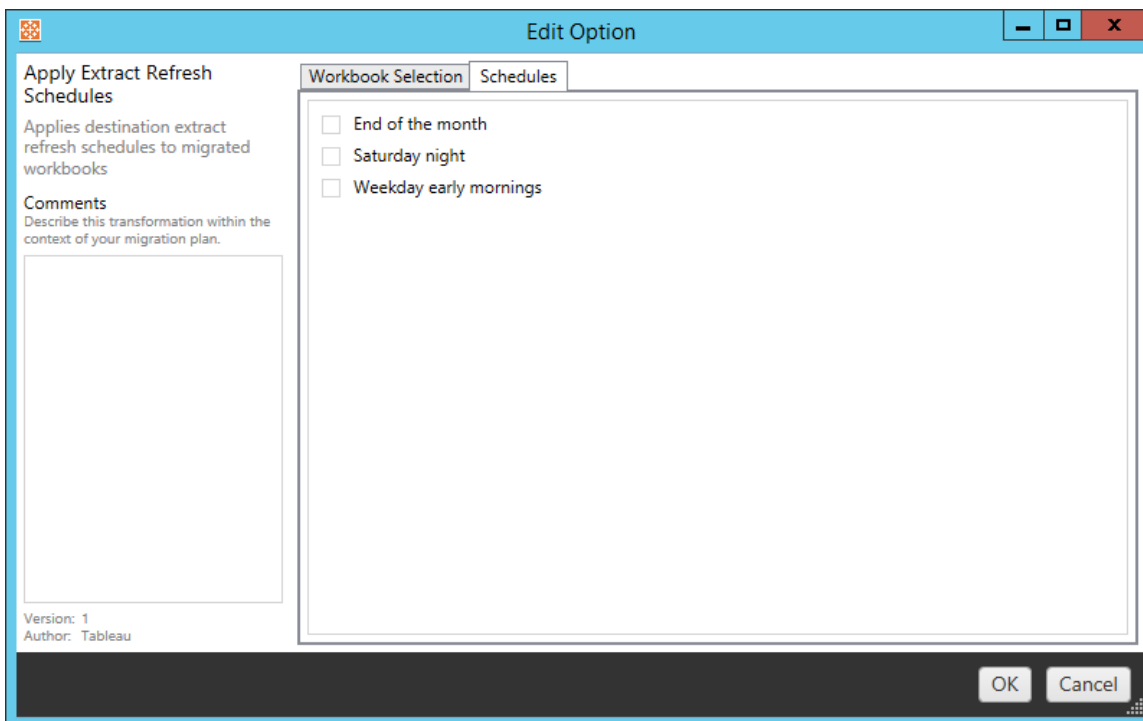 Edit Option
Apply Extract Refresh
Schedules
Applies destination extract
refresh schedules to migrated
workbooks
Comments
Describe this transformation within the
context of your migration plan.
Version: 1
Author: Tableau
Workbook Selection
Schedules
End of the month
Saturday night
Weekday early mornings
OK
Cancel